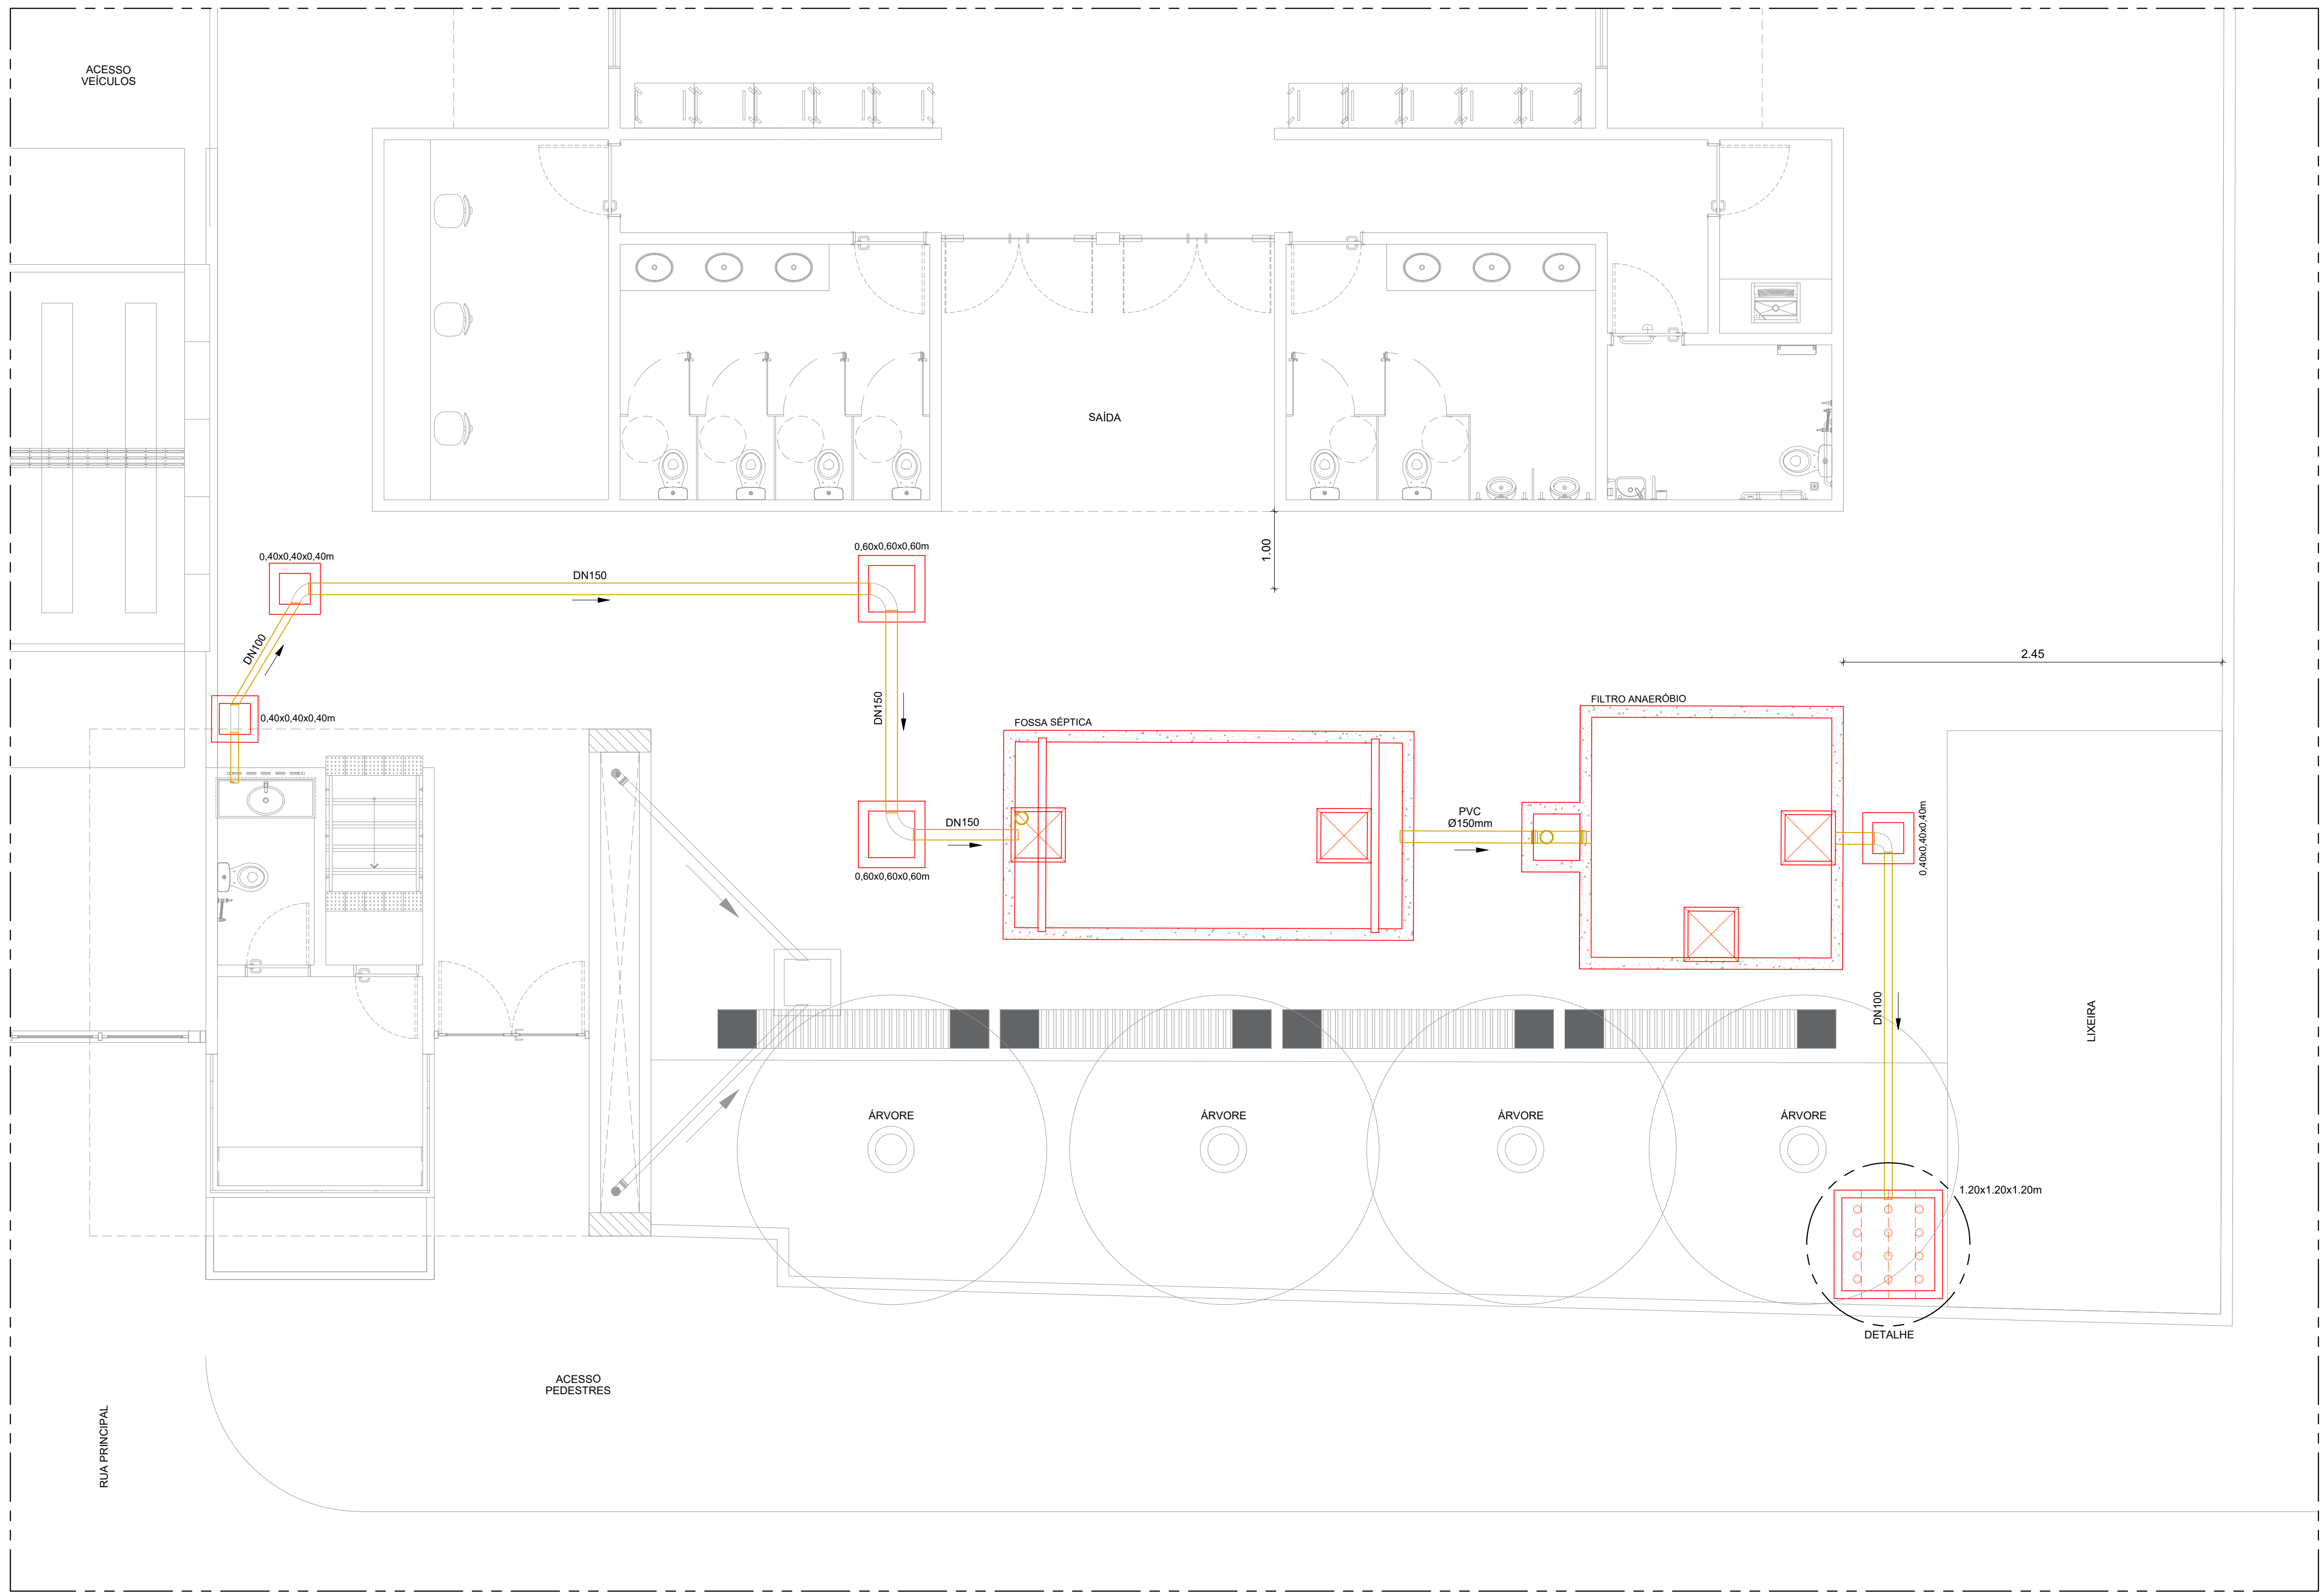 ACESSO
VEÍCULOS
SAÍDA
0,40x0,40x0,40m
DN150
0,60x0,60x0,60m
1.00
DN100
0,40x0,40x0,40m
2.45
DN150
FOSSA SÉPTICA
FILTRO ANAERÓBIO
DN150
PVC
Ø150mm
0,40x0,40x0,40m
0,60x0,60x0,60m
DN100
LIXEIRA
ÁRVORE
ÁRVORE
ÁRVORE
ÁRVORE
1.20x1.20x1.20m
DETALHE
ACESSO
PEDESTRES
RUA PRINCIPAL